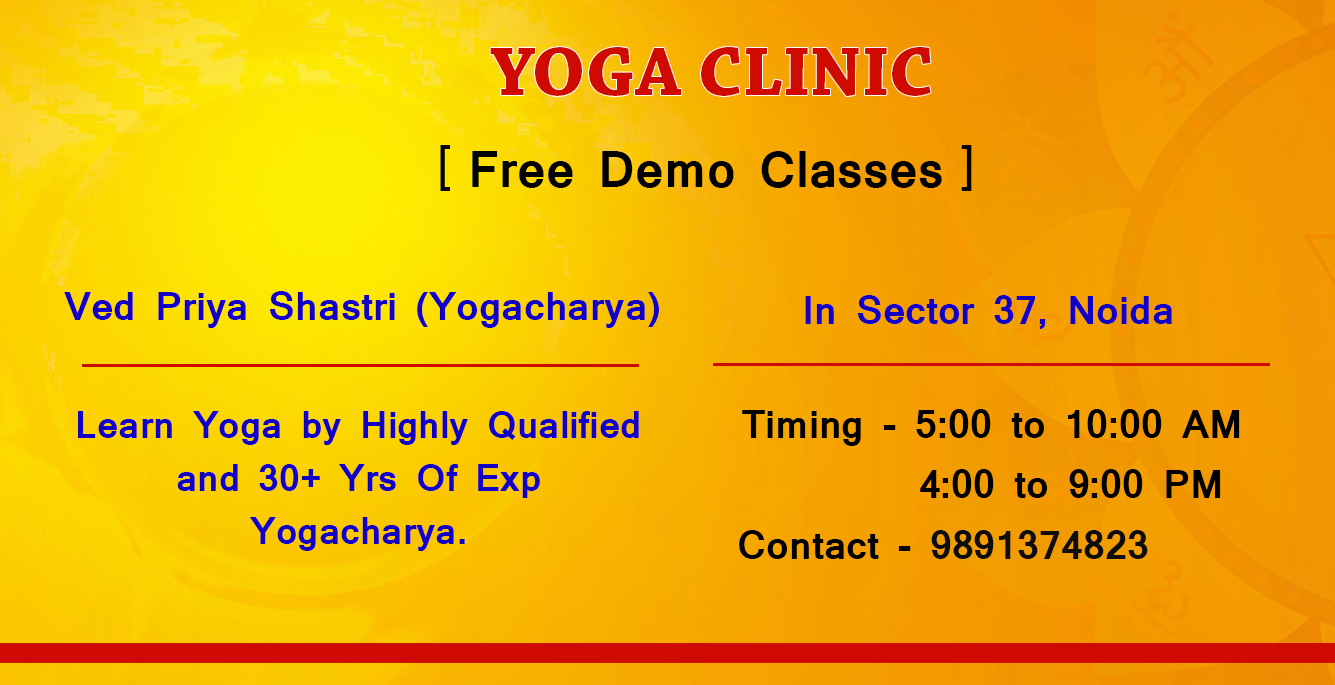 YOGA CLINIC
[ Free Demo Classes ]
Ved Priya Shastri (Yogacharya)
Learn Yoga by Highly Qualified
and 30+ Yrs Of Exp
Yogacharya.
In Sector 37, Noida
Timing - 5:00 to 10:00 AM
4:00 to 9:00 PM
Contact - 9891374823